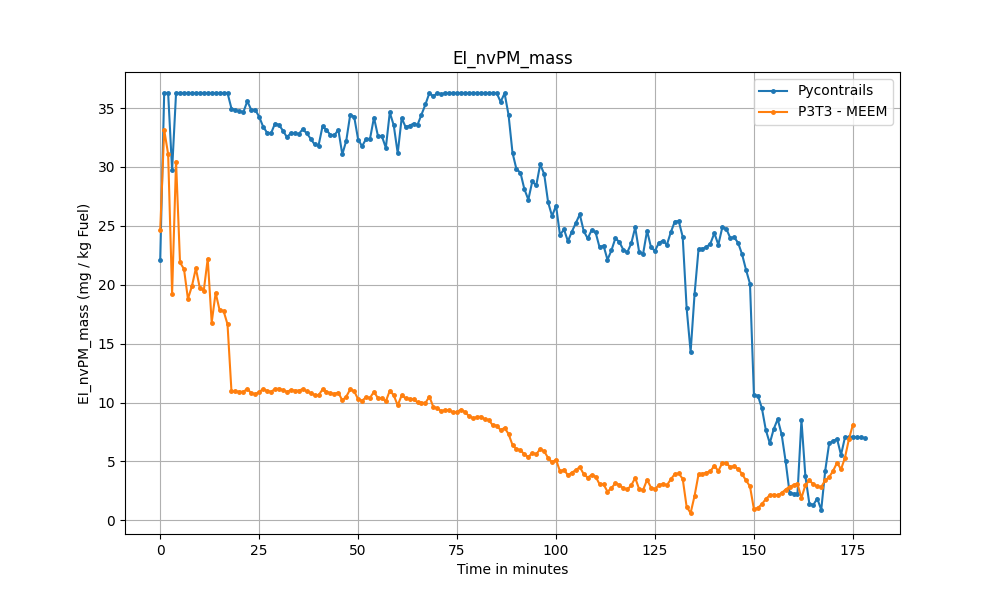 EI_nvPM_mass
Pycontrails
P3T3 - MEEM
EI_nvPM_mass (mg / kg Fuel)
35
30
25
20
15
10
5
0
0 25 50 75 100 125 150 175
Time in minutes